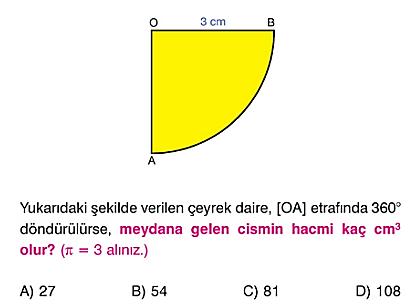 O 3 cm B
A
Yukarıdaki şekilde verilen çeyrek daire, [OA] etrafında 360°
döndürülürse, meydana gelen cismin hacmi kaç cm³
olur? (π = 3 alınız.)
A) 27 B) 54 C) 81 D) 108